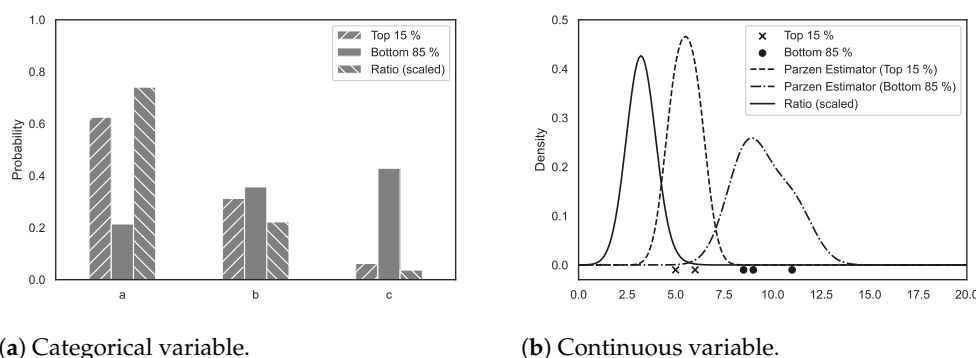 1.0
0.8
0.6
0.4
0.2
0.0
Probability
Top 15 %
Bottom 85 %
Ratio (scaled)
a b c
(a) Categorical variable.
0.5
0.4
0.3
0.2
0.1
0.0
Density
Top 15 %
Bottom 85 %
Parzen Estimator (Top 15 %)
Parzen Estimator (Bottom 85 %)
Ratio (scaled)
0.0 2.5 5.0 7.5 10.0 12.5 15.0 17.5 20.0
(b) Continuous variable.